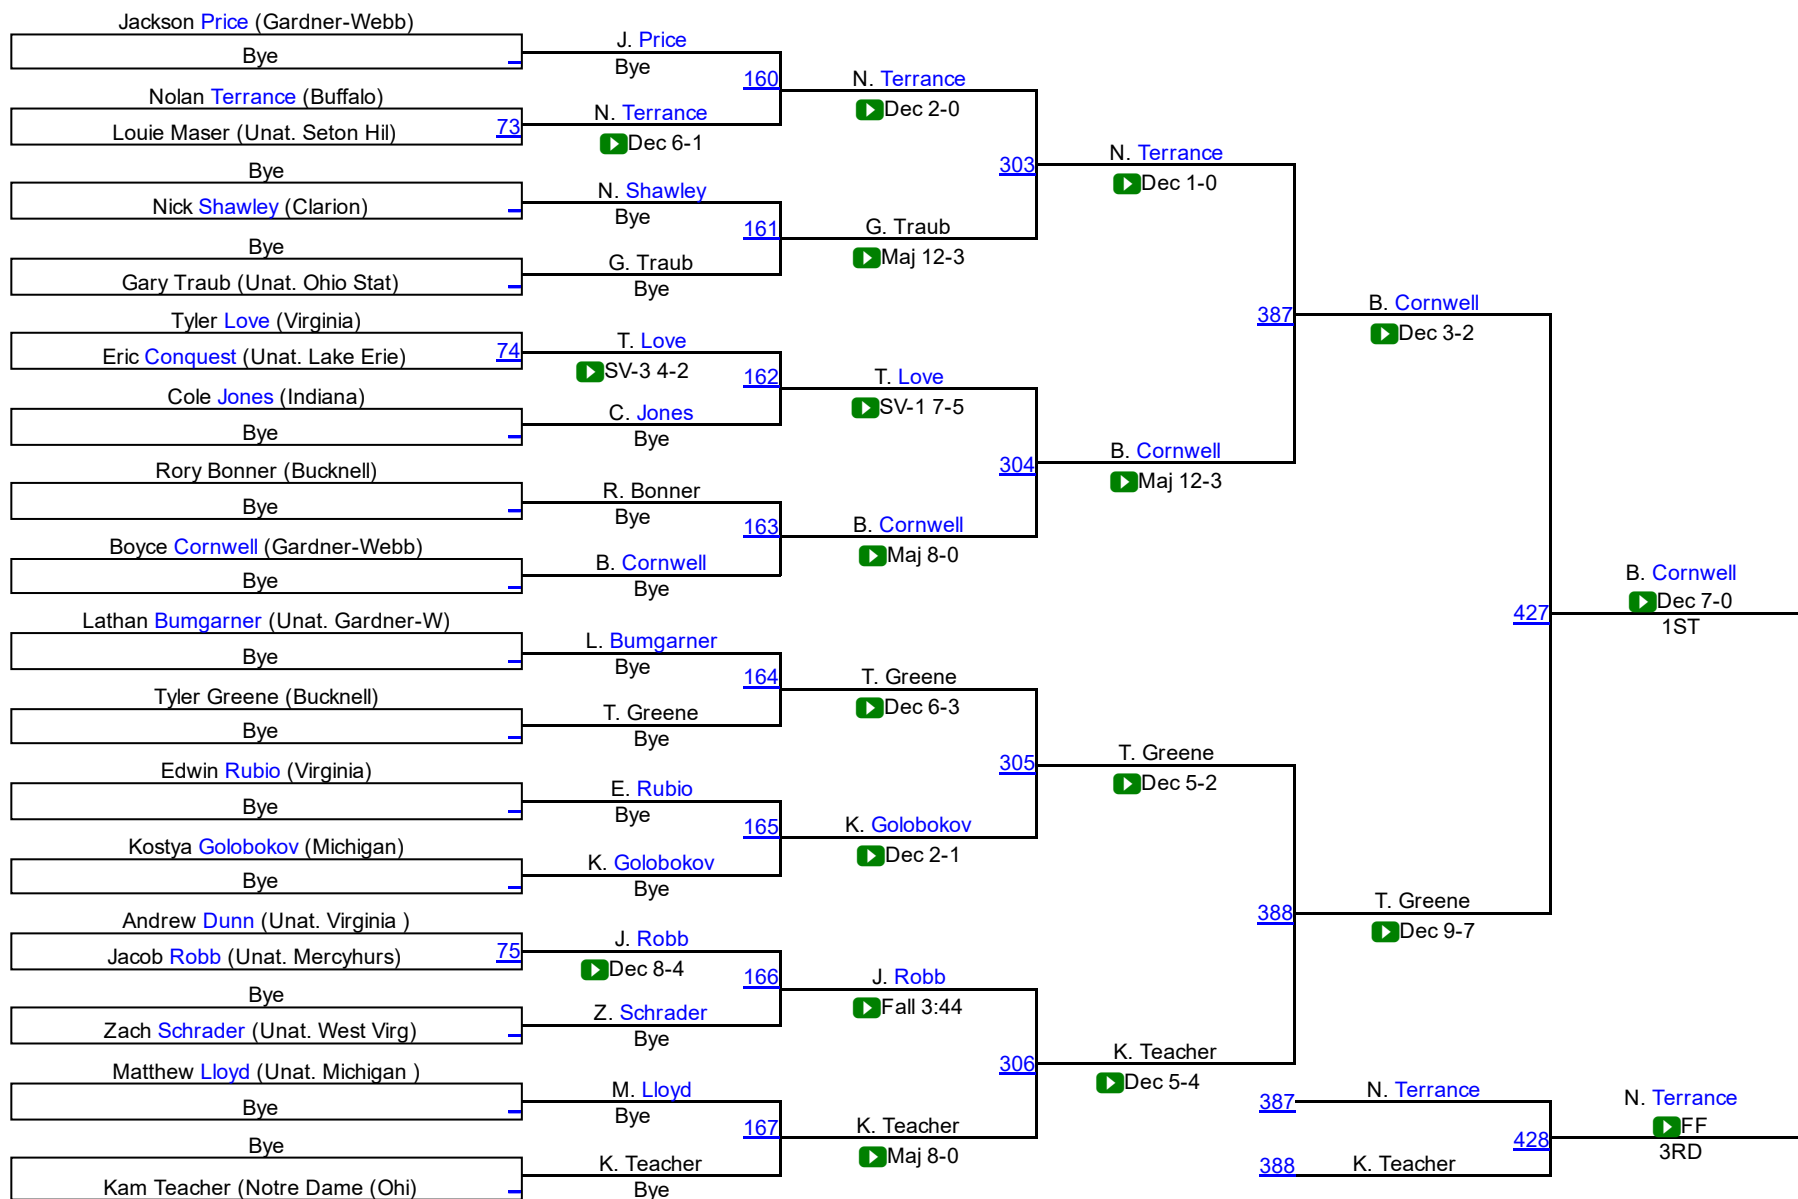 Jackson Price (Gardner-Webb)
Bye
Nolan Terrance (Buffalo)
Louie Maser (Unat. Seton Hil)
73
Bye
Nick Shawley (Clarion)
Bye
Gary Traub (Unat. Ohio Stat)
Tyler Love (Virginia)
Eric Conquest (Unat. Lake Erie)
74
Cole Jones (Indiana)
Bye
Rory Bonner (Bucknell)
Bye
Boyce Cornwell (Gardner-Webb)
Bye
Lathan Bumgarner (Unat. Gardner-W)
Bye
Tyler Greene (Bucknell)
Bye
Edwin Rubio (Virginia)
Bye
Kostya Golobokov (Michigan)
Bye
Andrew Dunn (Unat. Virginia )
Jacob Robb (Unat. Mercyhurs)
75
Bye
Zach Schrader (Unat. West Virg)
Matthew Lloyd (Unat. Michigan )
Bye
Bye
Kam Teacher (Notre Dame (Ohi)
J. Price
Bye
160
N. Terrance
Dec 6-1
N. Shawley
Bye
161
G. Traub
Bye
T. Love
SV-3 4-2
162
C. Jones
Bye
R. Bonner
Bye
163
B. Cornwell
Bye
L. Bumgarner
Bye
164
T. Greene
Bye
E. Rubio
Bye
165
K. Golobokov
Bye
J. Robb
Dec 8-4
166
Z. Schrader
Bye
M. Lloyd
Bye
167
K. Teacher
Bye
N. Terrance
Dec 2-0
303
G. Traub
Maj 12-3
T. Love
SV-1 7-5
304
B. Cornwell
Maj 8-0
T. Greene
Dec 6-3
305
K. Golobokov
Dec 2-1
J. Robb
Fall 3:44
306
K. Teacher
Maj 8-0
N. Terrance
Dec 1-0
387
B. Cornwell
Maj 12-3
T. Greene
Dec 5-2
388
K. Teacher
Dec 5-4
B. Cornwell
Dec 3-2
427
T. Greene
Dec 9-7
B. Cornwell
Dec 7-0
1ST
387
N. Terrance
428
388
K. Teacher
N. Terrance
FF
3RD